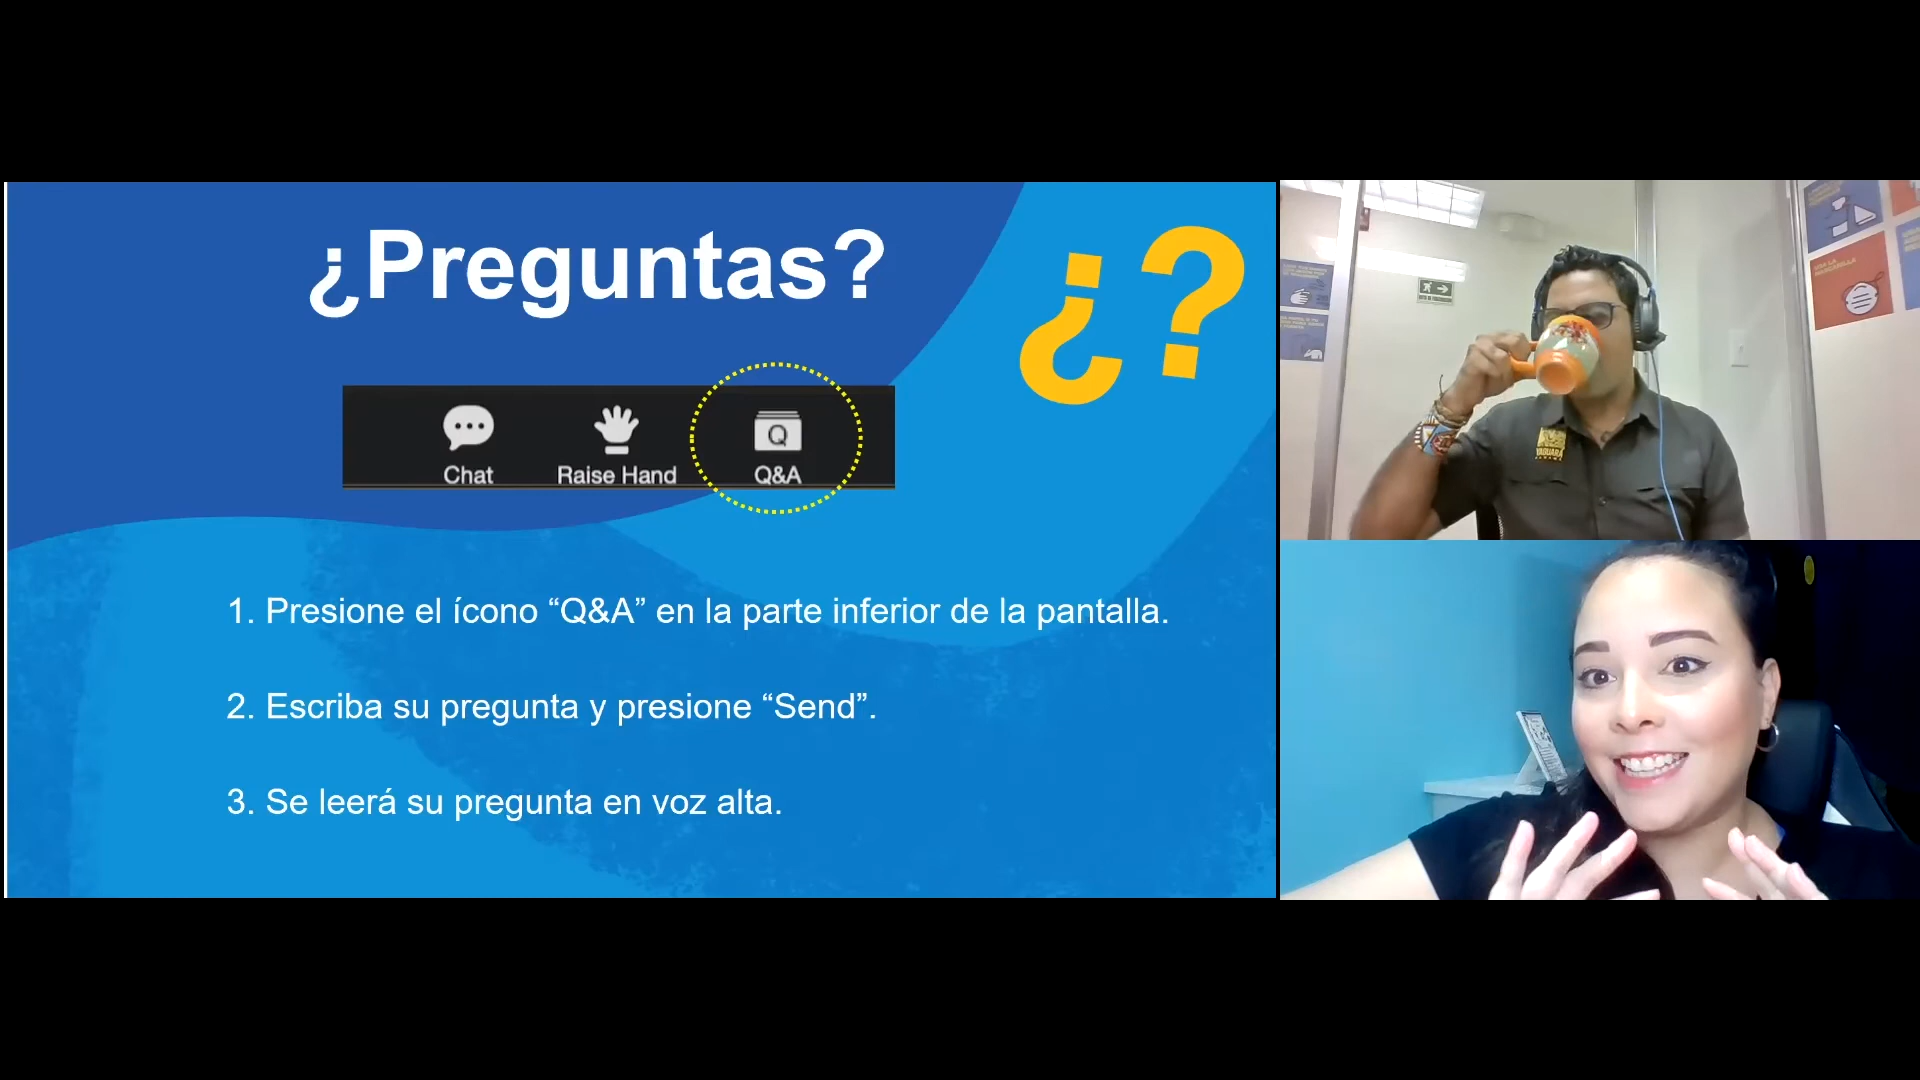 ¿Preguntas?
¿?
Chat
Raise Hand
Q
Q&A
1. Presione el ícono “Q&A” en la parte inferior de la pantalla.
2. Escriba su pregunta y presione “Send”.
3. Se leerá su pregunta en voz alta.
YAGUARÁ